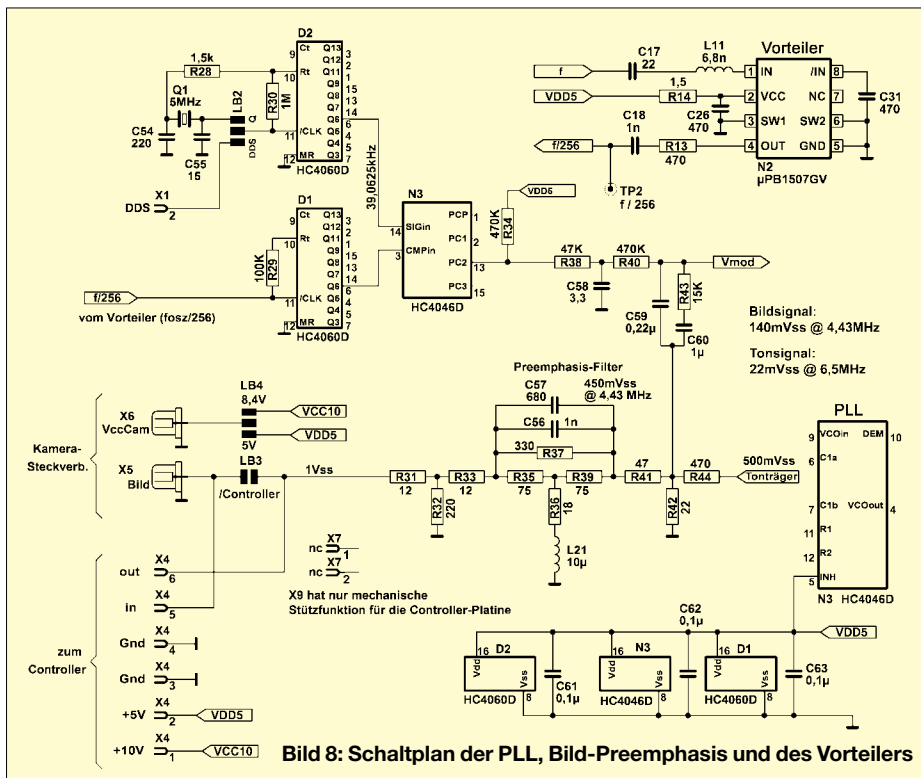 D2
9 Ct Q13 3
Q12 2
10 Rt Q11 1
Q9 15
Q8 13
Q7 14
Q6 6
Q5 4
11 /CLK Q4 5
12 MR Q3 7
HC4060D
1,5k
R28
Q1
5MHz
LB2
Q
DDS
R30
1M
C54
220
C55
15
X1
DDS 2
39,0625kHz
D1
9 Ct Q13 3
Q12 2
10 Rt Q11 1
Q9 15
Q8 13
Q7 14
Q6 6
Q5 4
11 /CLK Q4 5
12 MR Q3 7
HC4060D
100K
R29
f/256
vom Vorteiler (fosz/256)
N3
PCP 1
14 SIGin
PC1 2
3 CMPin
PC2 13
PC3 15
HC4046D
470K
R34
VDD5
f
C17
22
L11
6,8n
Vorteiler
1 IN /IN 8
2 VCC NC 7
3 SW1 SW2 6
4 OUT GND 5
N2
µPB1507GV
VDD5
1,5
R14
C26
470
C31
470
f/256
C18
1n
R13
470
TP2
f / 256
47K
R38
470K
R40
Vmod
C58
3,3
C59
0,22µ
R43
15K
C60
1µ
Bildsignal:
140mVss @ 4,43MHz
Tonsignal:
22mVss @ 6,5MHz
Preemphasis-Filter
C57
680
450mVss
@ 4,43 MHz
C56
1n
330
R37
Kamera-
Steckverb.
X6
VccCam
LB4
8,4V
VCC10
VDD5
5V
X5
Bild
LB3
/Controller
1Vss
R31
12
R32
220
R33
12
R35
75
R36
18
R39
75
47
R41
470
R44
500mVss
Tonträger
R42
22
L21
10µ
PLL
9 VCOin DEM 10
6 C1a
7 C1b VCOout 4
11 R1
12 R2
5 INH
N3 HC4046D
zum
Controller
out X4 6
in X4 5
Gnd X4 4
Gnd X4 3
+5V X4 2 VDD5
+10V X4 1 VCC10
nc X7 1
nc X7 2
X9 hat nur mechanische
Stützfunktion für die Controller-Platine
16 Vdd D2 Vss 8
HC4060D
C61
0,1µ
16 Vdd N3 Vss 8
HC4046D
C62
0,1µ
16 Vdd D1 Vss 8
HC4060D
C63
0,1µ
VDD5
Bild 8: Schaltplan der PLL, Bild-Preemphasis und des Vorteilers